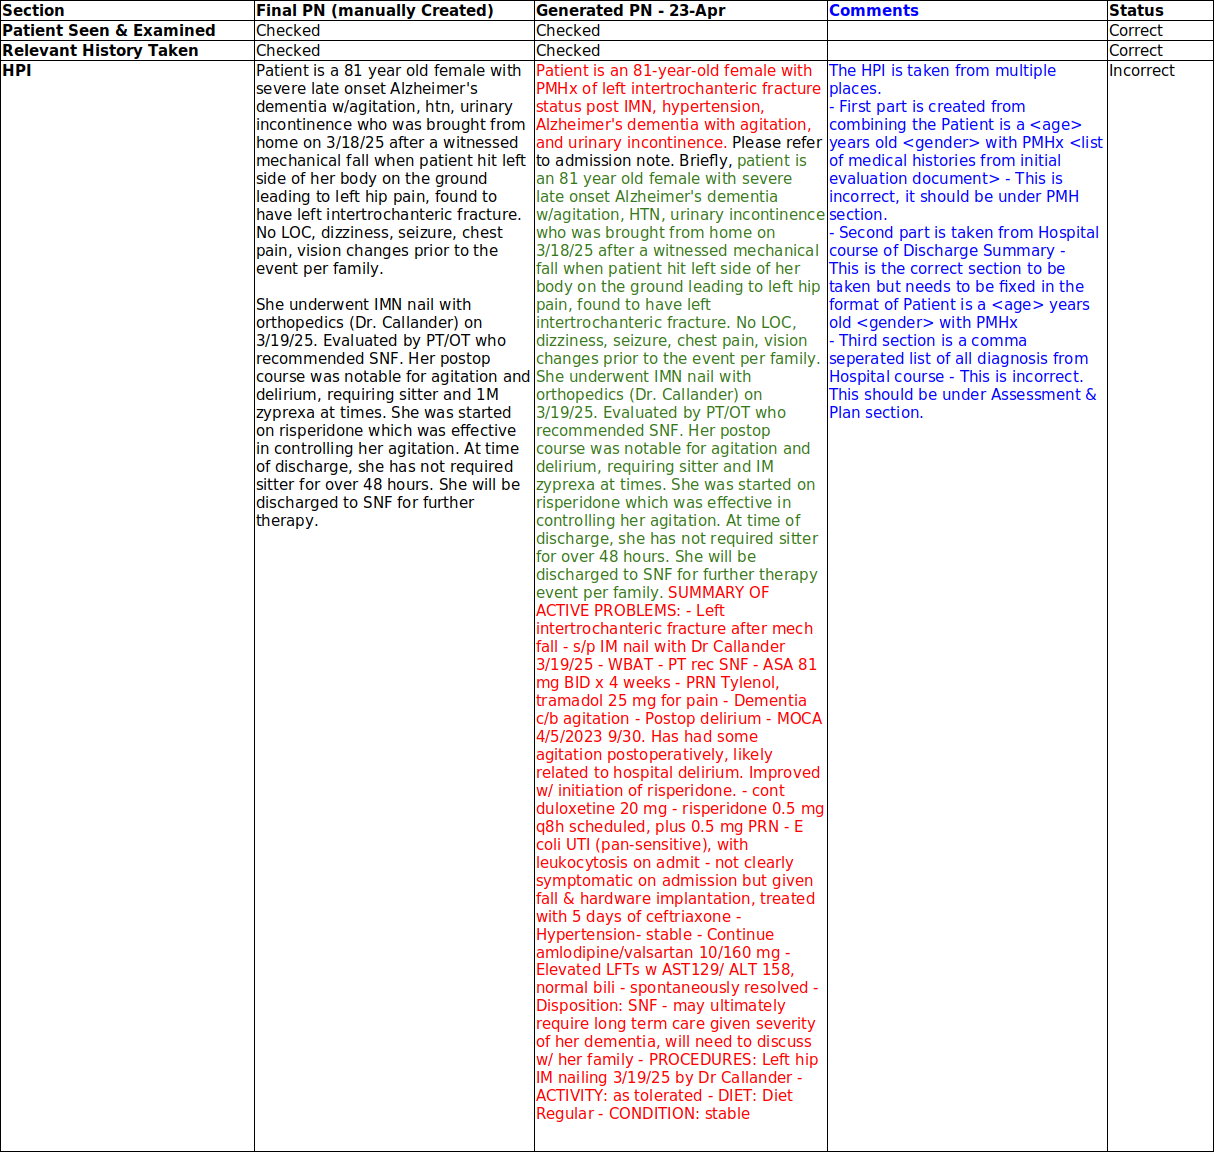 Section
Final PN (manually Created)
Generated PN - 23-Apr
Comments
Status
Patient Seen & Examined
Checked
Checked
Correct
Relevant History Taken
Checked
Checked
Correct
HPI
Patient is a 81 year old female with
severe late onset Alzheimer's
dementia w/agitation, htn, urinary
incontinence who was brought from
home on 3/18/25 after a witnessed
mechanical fall when patient hit left
side of her body on the ground
leading to left hip pain, found to
have left intertrochanteric fracture.
No LOC, dizziness, seizure, chest
pain, vision changes prior to the
event per family.
She underwent IMN nail with
orthopedics (Dr. Callander) on
3/19/25. Evaluated by PT/OT who
recommended SNF. Her postop
course was notable for agitation and
delirium, requiring sitter and 1M
zyprexa at times. She was started
on risperidone which was effective
in controlling her agitation. At time
of discharge, she has not required
sitter for over 48 hours. She will be
discharged to SNF for further
therapy.
Patient is an 81-year-old female with
PMHx of left intertrochanteric fracture
status post IMN, hypertension,
Alzheimer's dementia with agitation,
and urinary incontinence. Please refer
to admission note. Briefly, patient is
an 81 year old female with severe
late onset Alzheimer's dementia
w/agitation, HTN, urinary incontinence
who was brought from home on
3/18/25 after a witnessed mechanical
fall when patient hit left side of her
body on the ground leading to left hip
pain, found to have left
intertrochanteric fracture. No LOC,
dizziness, seizure, chest pain, vision
changes prior to the event per family.
She underwent IMN nail with
orthopedics (Dr. Callander) on
3/19/25. Evaluated by PT/OT who
recommended SNF. Her postop
course was notable for agitation and
delirium, requiring sitter and IM
zyprexa at times. She was started on
risperidone which was effective in
controlling her agitation. At time of
discharge, she has not required sitter
for over 48 hours. She will be
discharged to SNF for further therapy
event per family. SUMMARY OF
ACTIVE PROBLEMS: - Left
intertrochanteric fracture after mech
fall - s/p IM nail with Dr Callander
3/19/25 - WBAT - PT rec SNF - ASA 81
mg BID x 4 weeks - PRN Tylenol,
tramadol 25 mg for pain - Dementia
c/b agitation - Postop delirium - MOCA
4/5/2023 9/30. Has had some
agitation postoperatively, likely
related to hospital delirium. Improved
w/ initiation of risperidone. - cont
duloxetine 20 mg - risperidone 0.5 mg
q8h scheduled, plus 0.5 mg PRN - E
coli UTI (pan-sensitive), with
leukocytosis on admit - not clearly
symptomatic on admission but given
fall & hardware implantation, treated
with 5 days of ceftriaxone -
Hypertension- stable - Continue
amlodipine/valsartan 10/160 mg -
Elevated LFTs w AST129/ ALT 158,
normal bili - spontaneously resolved -
Disposition: SNF - may ultimately
require long term care given severity
of her dementia, will need to discuss
w/ her family - PROCEDURES: Left hip
IM nailing 3/19/25 by Dr Callander -
ACTIVITY: as tolerated - DIET: Diet
Regular - CONDITION: stable
The HPI is taken from multiple
places.
- First part is created from
combining the Patient is a <age>
years old <gender> with PMHx <list
of medical histories from initial
evaluation document> - This is
incorrect, it should be under PMH
section.
- Second part is taken from Hospital
course of Discharge Summary -
This is the correct section to be
taken but needs to be fixed in the
format of Patient is a <age> years
old <gender> with PMHx
- Third section is a comma
seperated list of all diagnosis from
Hospital course - This is incorrect.
This should be under Assessment &
Plan section.
Incorrect